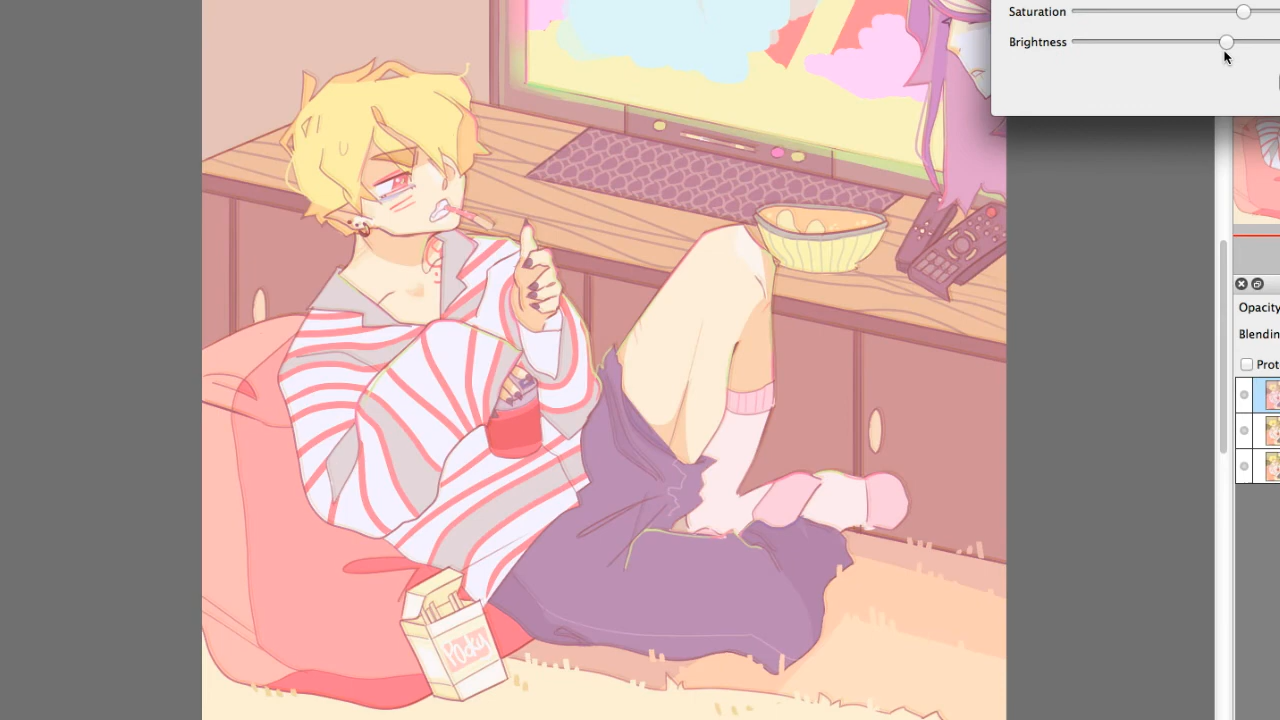 Saturation
Brightness
Opacity
Blendin
Prot
Pocky